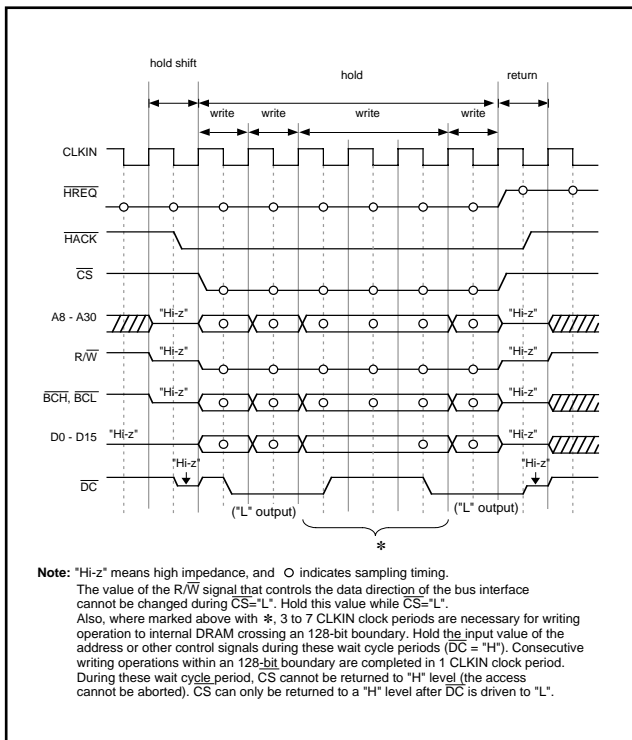 hold shift hold return
write write write write
CLKIN
HREQ
HACK
CS
A8 - A30 "Hi-z" "Hi-z"
R/W "Hi-z" "Hi-z"
BCH, BCL "Hi-z" "Hi-z"
D0 - D15 "Hi-z" "Hi-z"
"Hi-z" "Hi-z"
DC
("L" output) ("L" output)
*
Note: "Hi-z" means high impedance, and O indicates sampling timing.
The value of the R/W signal that controls the data direction of the bus interface
cannot be changed during CS="L". Hold this value while CS="L".
Also, where marked above with *, 3 to 7 CLKIN clock periods are necessary for writing
operation to internal DRAM crossing an 128-bit boundary. Hold the input value of the
address or other control signals during these wait cycle periods (DC = "H"). Consecutive
writing operations within an 128-bit boundary are completed in 1 CLKIN clock period.
During these wait cycle period, CS cannot be returned to "H" level (the access
cannot be aborted). CS can only be returned to a "H" level after DC is driven to "L".